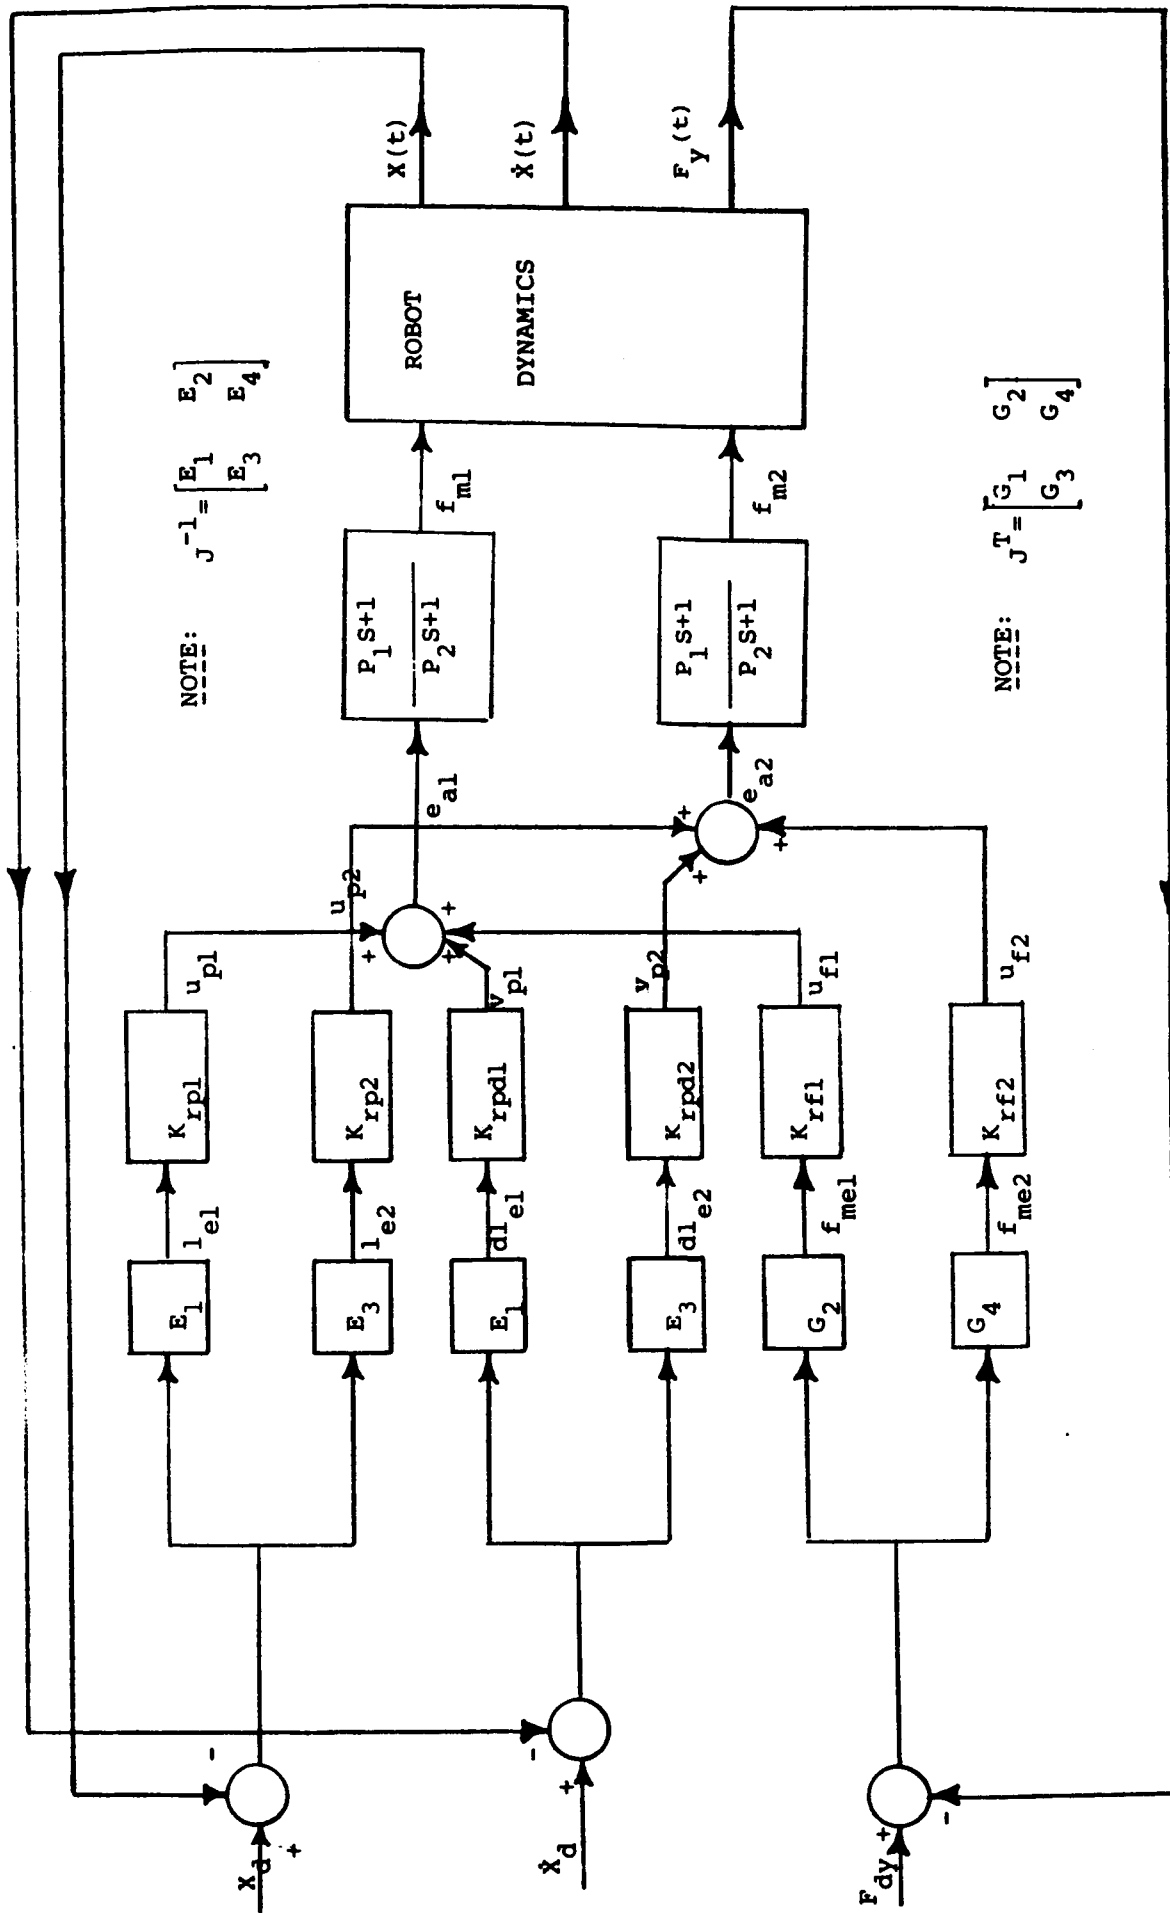 X_d
+
-
Ẋ_d
+
-
F_dy
+
-
E_1
l_e1
K_rp1
u_p1
E_3
l_e2
K_rp2
u_p2
E_1
dl_e1
K_rpd1
v_p1
E_3
dl_e2
K_rpd2
v_p2
G_2
f_me1
K_rf1
u_f1
G_4
f_me2
K_rf2
u_f2
+
+
+
e_a1
+
+
+
e_a2
P_1S+1
P_2S+1
f_m1
P_1S+1
P_2S+1
f_m2
ROBOT
DYNAMICS
X(t)
Ẋ(t)
F_y(t)
NOTE:
J^-1 = [E_1 E_2
E_3 E_4]
NOTE:
J^T = [G_1 G_2
G_3 G_4]